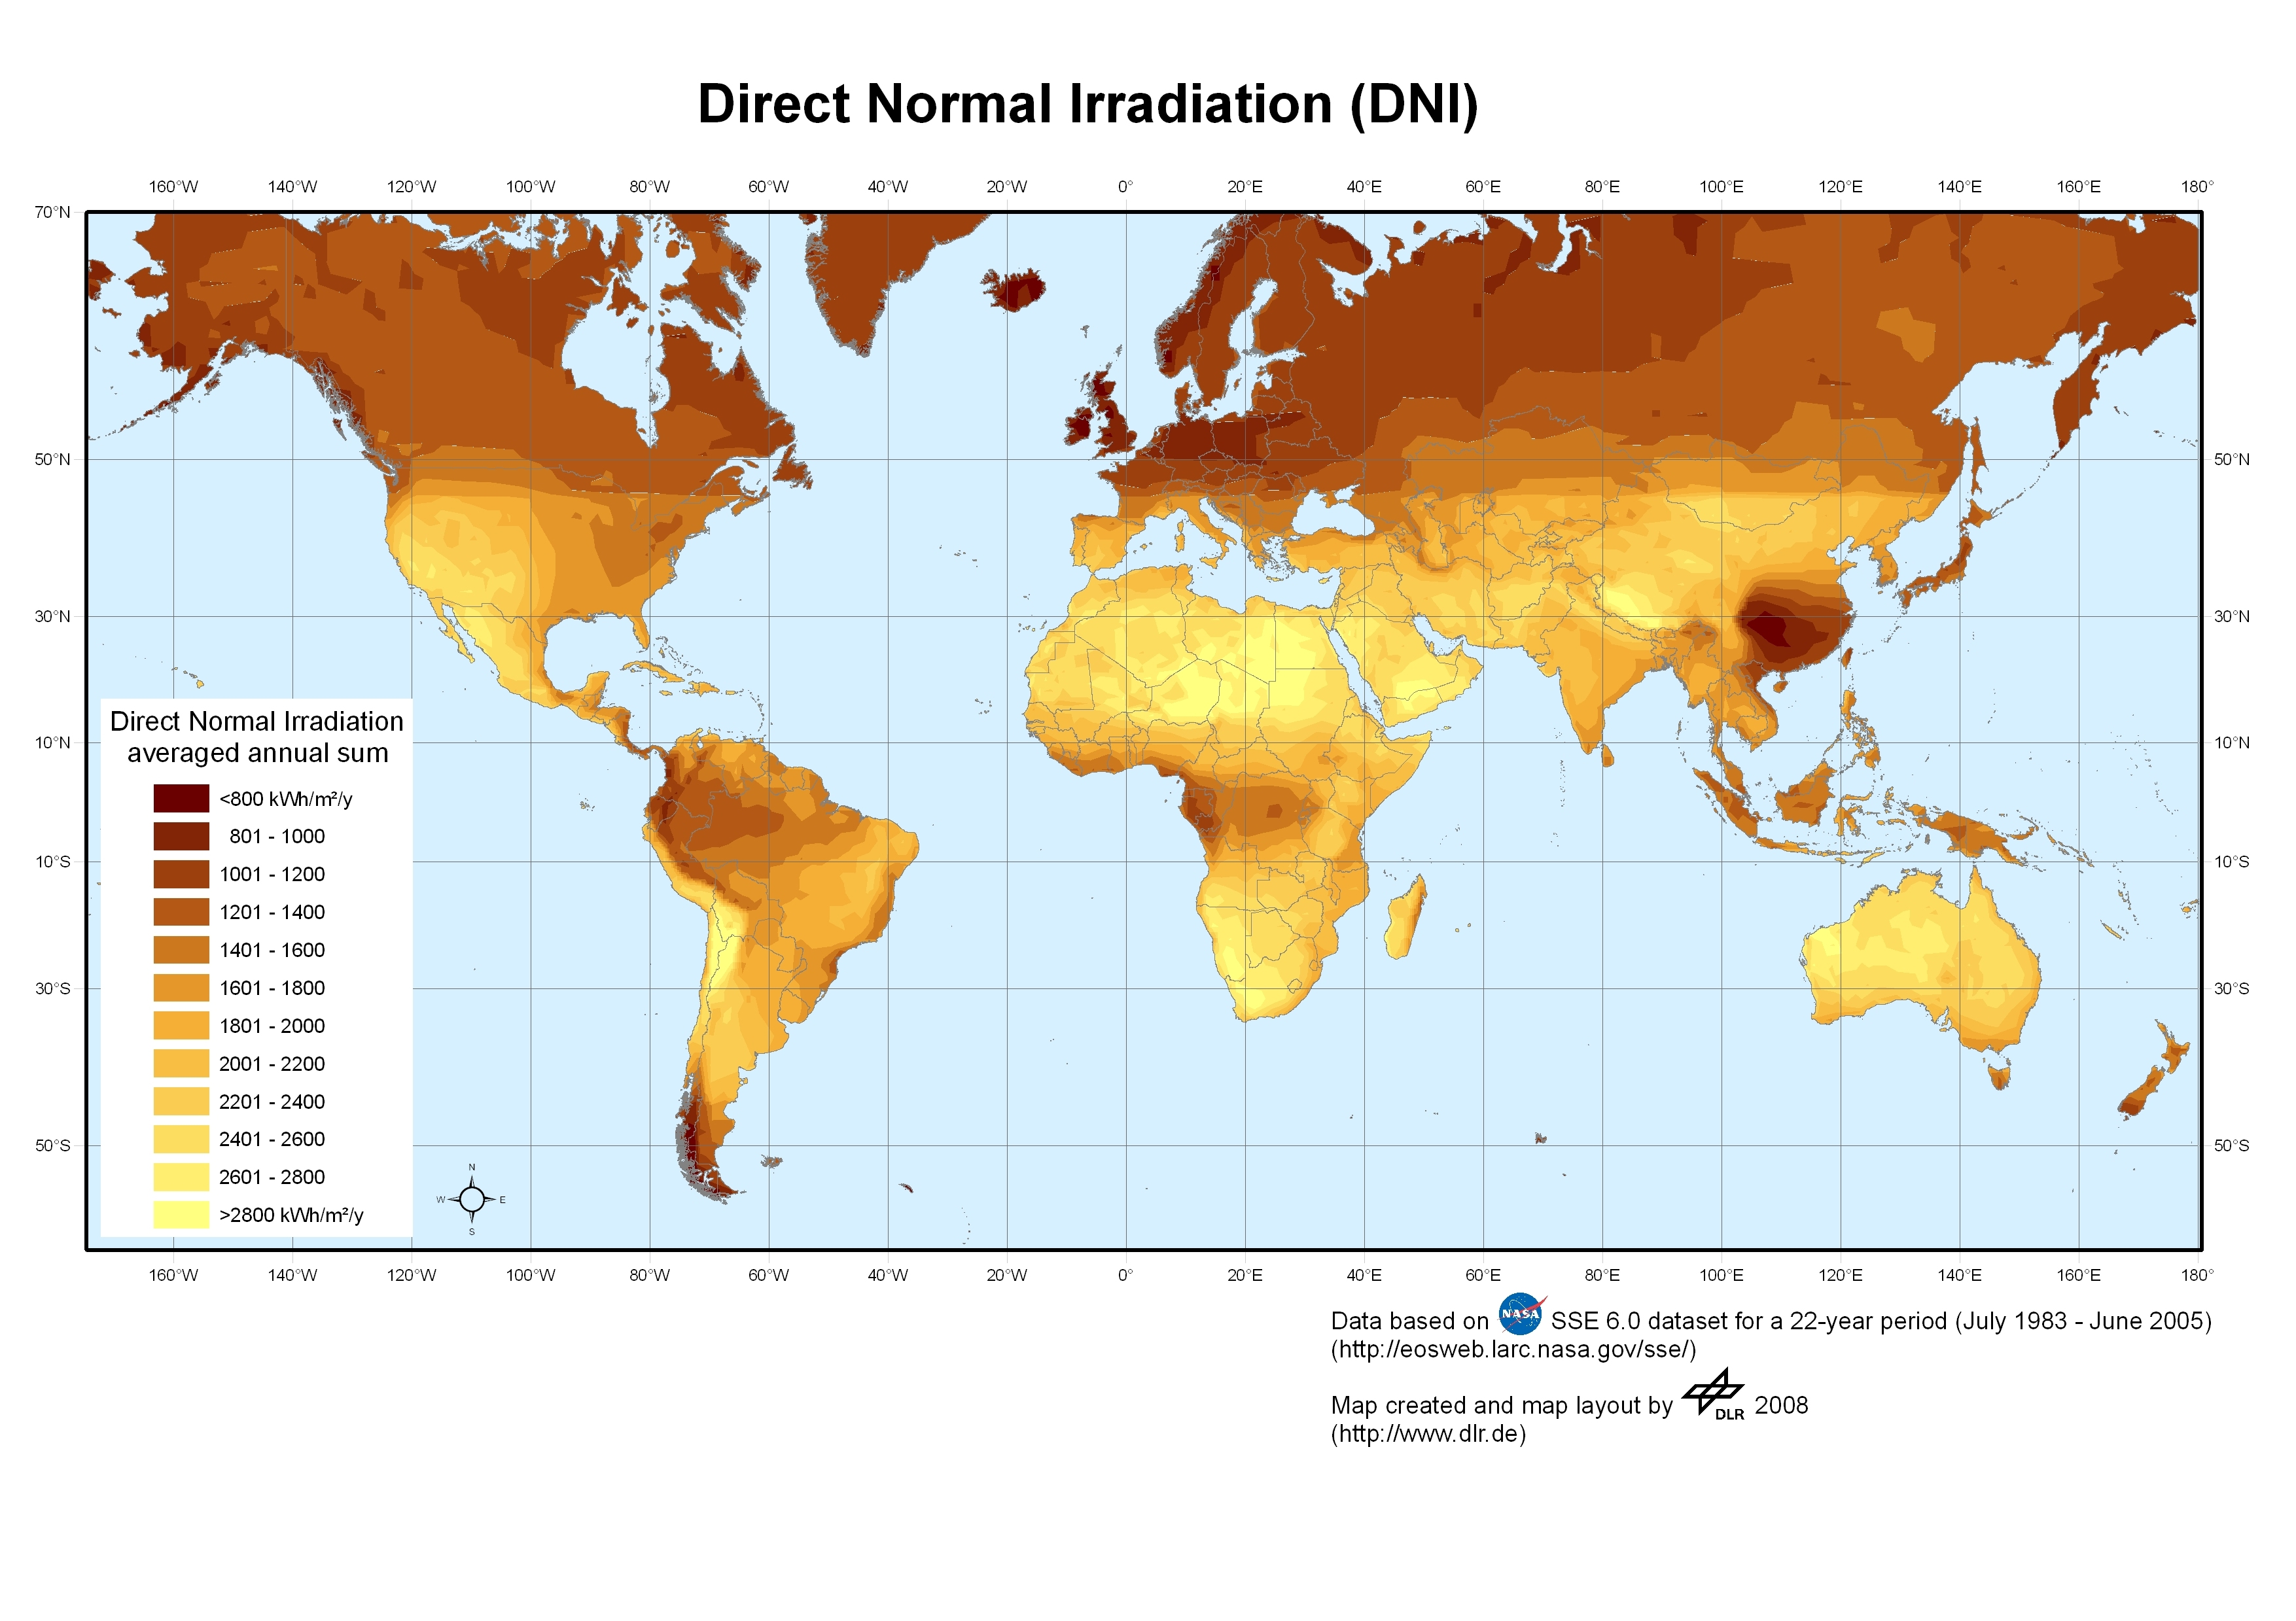 Direct Normal Irradiation (DNI)
160°W 140°W 120°W 100°W 80°W 60°W 40°W 20°W 0° 20°E 40°E 60°E 80°E 100°E 120°E 140°E 160°E 180°
70°N
50°N 50°N
30°N 30°N
Direct Normal Irradiation
averaged annual sum
10°N 10°N
<800 kWh/m²/y
801 - 1000
10°S 10°S
1001 - 1200
1201 - 1400
1401 - 1600
30°S 30°S
1601 - 1800
1801 - 2000
2001 - 2200
2201 - 2400
2401 - 2600
50°S 50°S
2601 - 2800
>2800 kWh/m²/y
N
W E
S
160°W 140°W 120°W 100°W 80°W 60°W 40°W 20°W 0° 20°E 40°E 60°E 80°E 100°E 120°E 140°E 160°E 180°
Data based on NASA SSE 6.0 dataset for a 22-year period (July 1983 - June 2005)
(http://eosweb.larc.nasa.gov/sse/)
Map created and map layout by DLR 2008
(http://www.dlr.de)